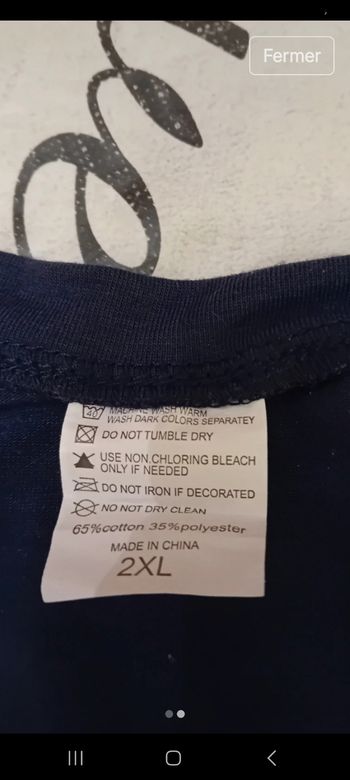 Fermer
40
MACHINE WASH WARM
WASH DARK COLORS SEPARATEY
DO NOT TUMBLE DRY
USE NON.CHLORING BLEACH
ONLY IF NEEDED
DO NOT IRON IF DECORATED
NO NOT DRY CLEAN
65%cotton 35%polyester
MADE IN CHINA
2XL